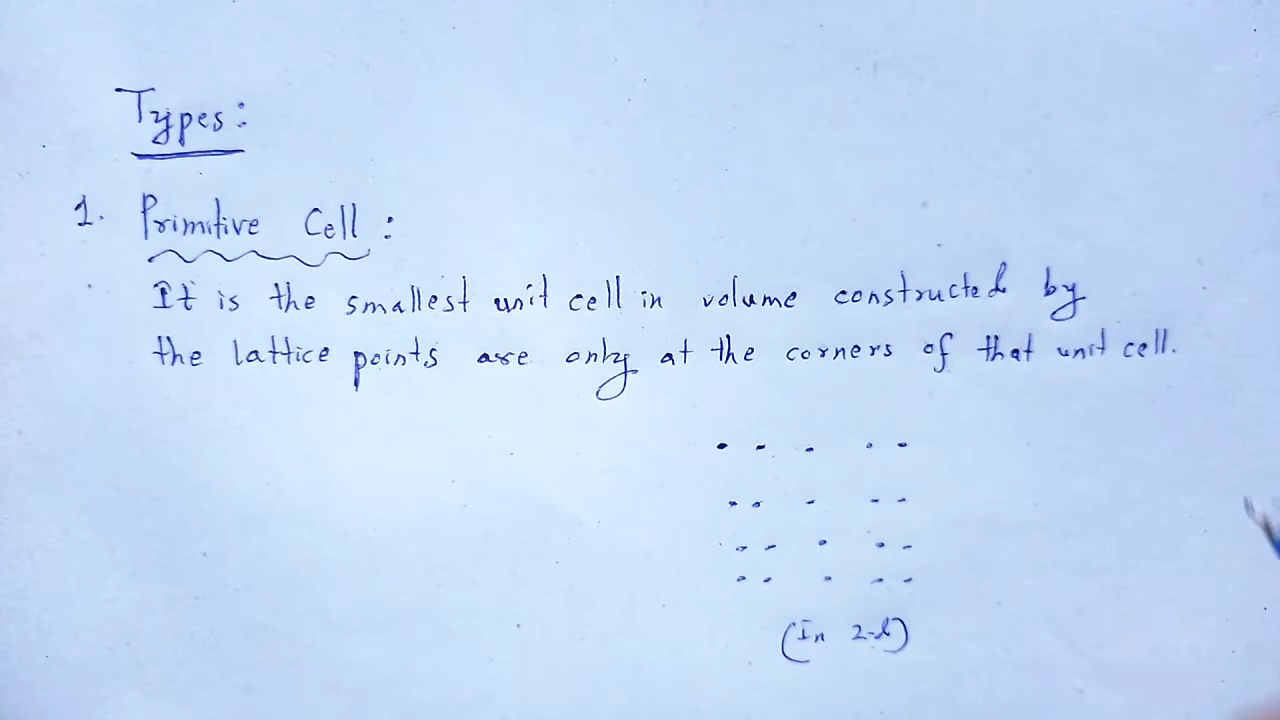 Types:
1. Primitive Cell :
It is the smallest unit cell in volume constructed by
the lattice points are only at the corners of that unit cell.
(In 2-d)